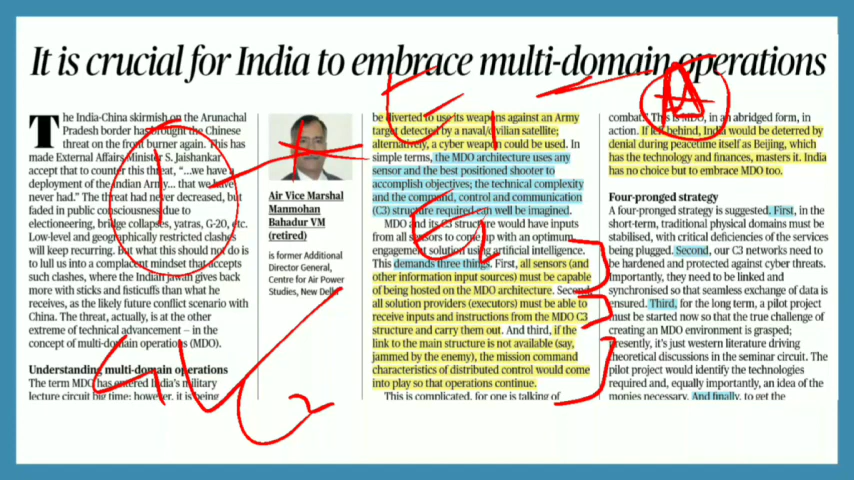 It is crucial for India to embrace multi-domain operations
The India-China skirmish on the Arunachal
Pradesh border has brought the Chinese
threat on the front burner again. This has
made External Affairs Minister S. Jaishankar
accept that to counter this threat, “...we have a
deployment of the Indian Army... that we have
never had.” The threat had never decreased, but
faded in public consciousness due to
electioneering, bridge collapses, yatras, G-20, etc.
Low-level and geographically restricted clashes
will keep recurring. But what this should not do is
to lull us into a complacent mindset that accepts
such clashes, where the Indian jawan gives back
more with sticks and fisticuffs than what he
receives, as the likely future conflict scenario with
China. The threat, actually, is at the other
extreme of technical advancement – in the
concept of multi-domain operations (MDO).
Understanding multi-domain operations
The term MDO has entered India's military
lecture circuit big time; however, it is being
Air Vice Marshal
Manmohan
Bahadur VM
(retired)
is former Additional
Director General,
Centre for Air Power
Studies, New Delhi
be diverted to use its weapons against an Army
target detected by a naval/civilian satellite;
alternatively, a cyber weapon could be used. In
simple terms, the MDO architecture uses any
sensor and the best positioned shooter to
accomplish objectives; the technical complexity
and the command, control and communication
(C3) structure required can well be imagined.
MDO and its C3 structure would have inputs
from all sensors to come up with an optimum
engagement solution using artificial intelligence.
This demands three things. First, all sensors (and
other information input sources) must be capable
of being hosted on the MDO architecture. Second,
all solution providers (executors) must be able to
receive inputs and instructions from the MDO C3
structure and carry them out. And third, if the
link to the main structure is not available (say,
jammed by the enemy), the mission command
characteristics of distributed control would come
into play so that operations continue.
This is complicated, for one is talking of
combat. This is MDO, in an abridged form, in
action. If left behind, India would be deterred by
denial during peacetime itself as Beijing, which
has the technology and finances, masters it. India
has no choice but to embrace MDO too.
Four-pronged strategy
A four-pronged strategy is suggested. First, in the
short-term, traditional physical domains must be
stabilised, with critical deficiencies of the services
being plugged. Second, our C3 networks need to
be hardened and protected against cyber threats.
Importantly, they need to be linked and
synchronised so that seamless exchange of data is
ensured. Third, for the long term, a pilot project
must be started now so that the true challenge of
creating an MDO environment is grasped;
presently, it's just western literature driving
theoretical discussions in the seminar circuit. The
pilot project would identify the technologies
required and, equally importantly, an idea of the
monies necessary. And finally, to get the